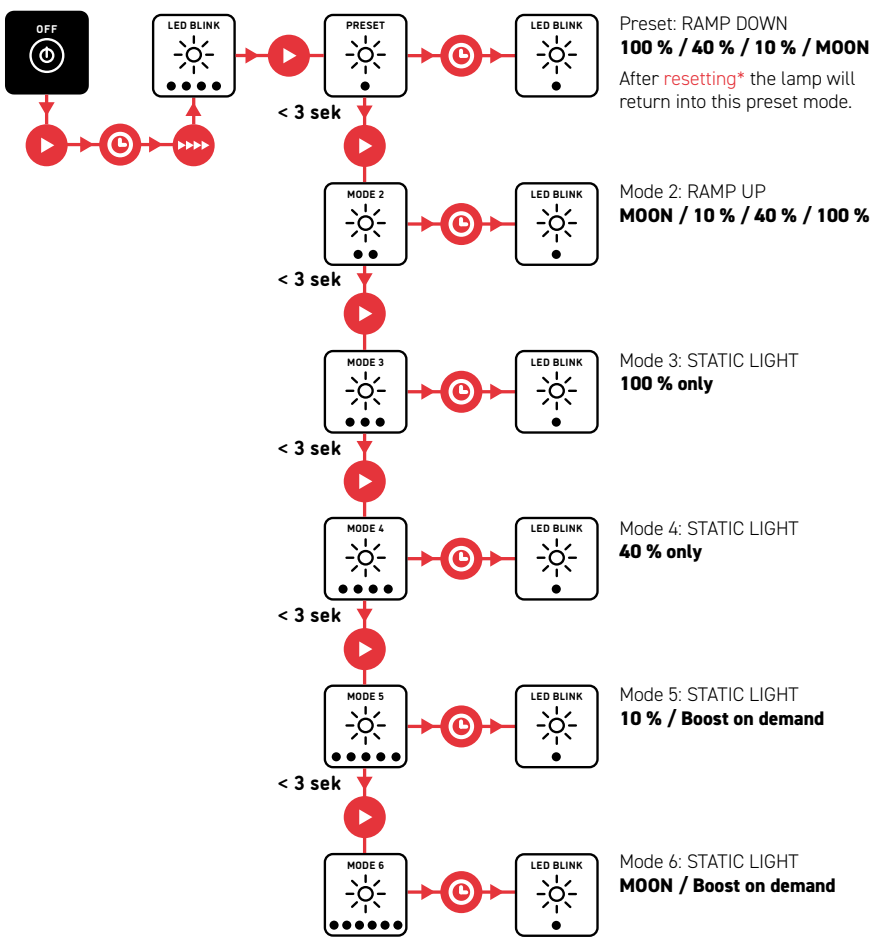 OFF
LED BLINK
PRESET
LED BLINK
Preset: RAMP DOWN
100 % / 40 % / 10 % / MOON
After resetting* the lamp will
return into this preset mode.
< 3 sek
MODE 2
LED BLINK
Mode 2: RAMP UP
MOON / 10 % / 40 % / 100 %
< 3 sek
MODE 3
LED BLINK
Mode 3: STATIC LIGHT
100 % only
< 3 sek
MODE 4
LED BLINK
Mode 4: STATIC LIGHT
40 % only
< 3 sek
MODE 5
LED BLINK
Mode 5: STATIC LIGHT
10 % / Boost on demand
< 3 sek
MODE 6
LED BLINK
Mode 6: STATIC LIGHT
MOON / Boost on demand